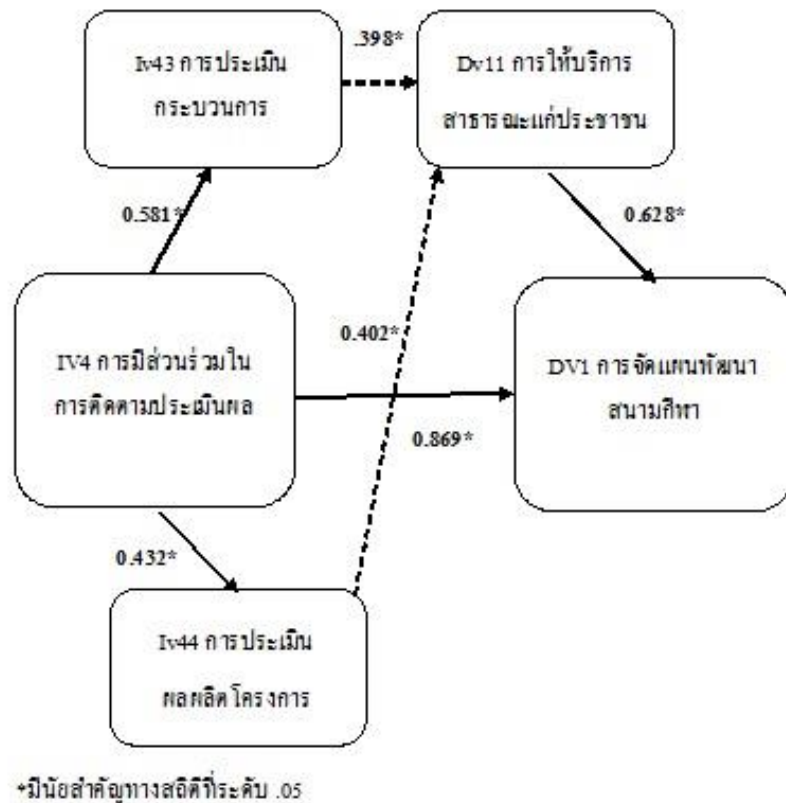 Iv43 การประเมิน
กระบวนการ
.398*
Dv11 การให้บริการ
สาธารณะแก่ประชาชน
0.581*
0.628*
IV4 การมีส่วนร่วมใน
การติดตามประเมินผล
0.402*
0.869*
DV1 การจัดแผนพัฒนา
สนามกีฬา
0.432*
Iv44 การประเมิน
ผลผลิตโครงการ
*มีนัยสำคัญทางสถิติที่ระดับ .05